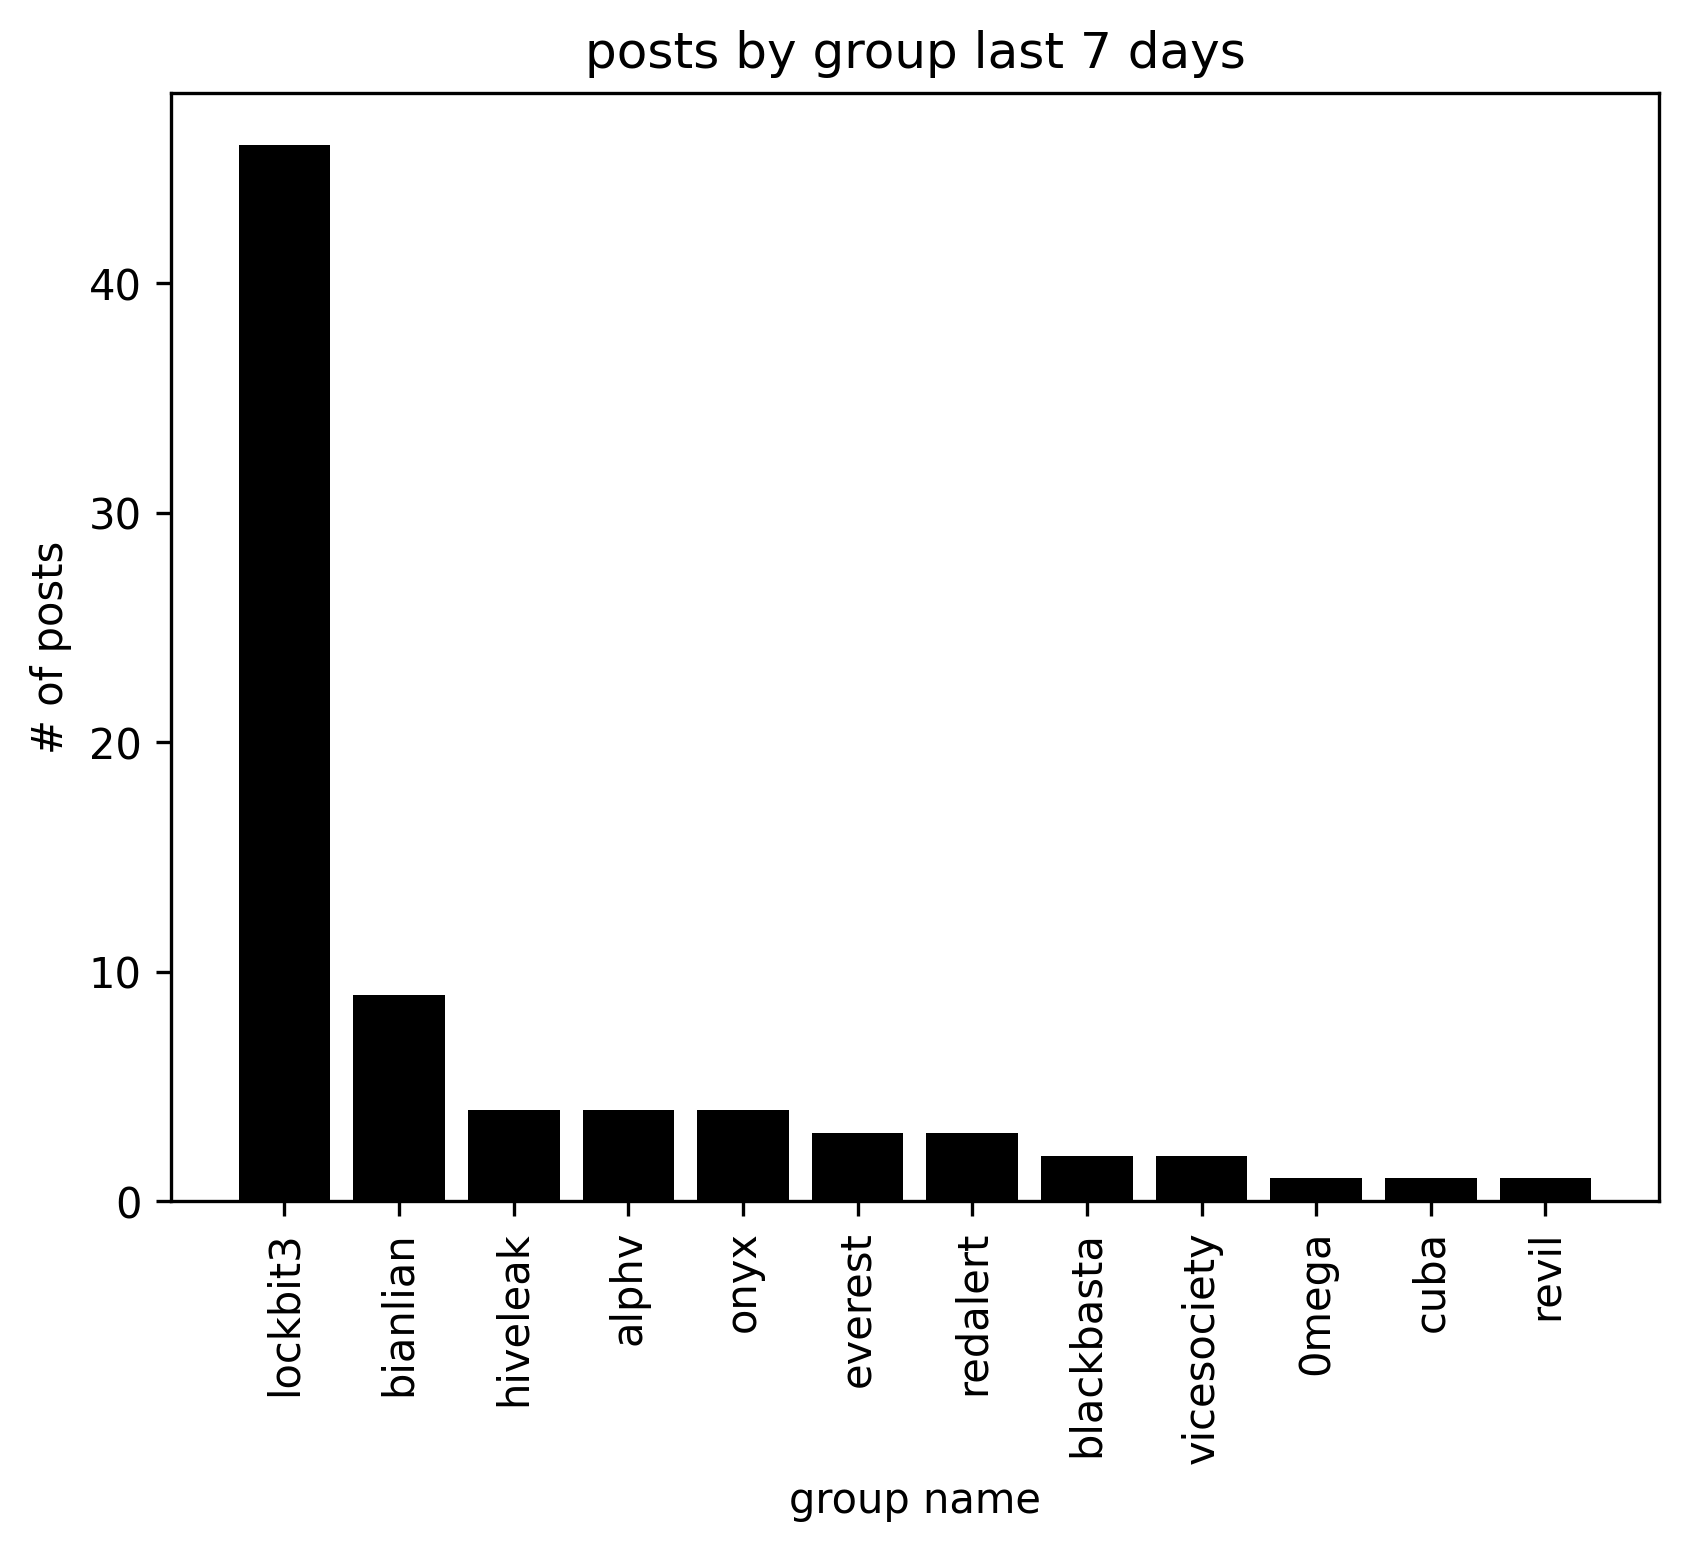 posts by group last 7 days
# of posts
40
30
20
10
0
lockbit3
bianlian
hiveleak
alphv
onyx
everest
redalert
blackbasta
vicesociety
0mega
cuba
revil
group name